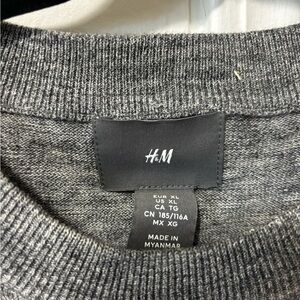 H&M
EUR XL
US XL
CA TG
CN 185/116A
MX XG
MADE IN
MYANMAR